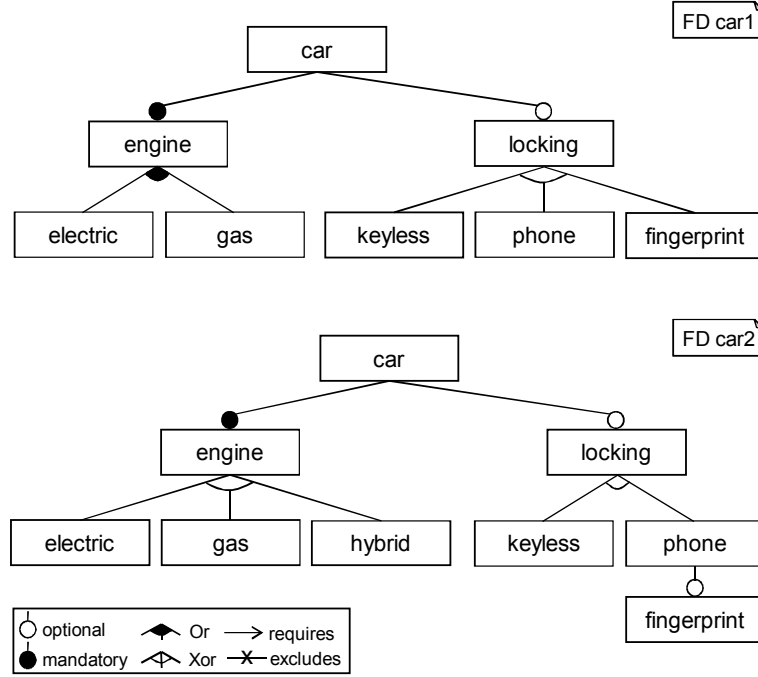 FD car1
car
engine
locking
electric
gas
keyless
phone
fingerprint
FD car2
car
engine
locking
electric
gas
hybrid
keyless
phone
fingerprint
optional Or requires
mandatory Xor x excludes